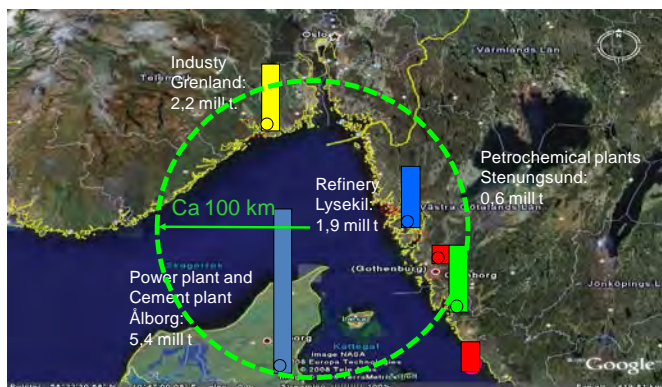 Oslo
Industy
Grenland:
2,2 mill t.
Värmlands Län
Petrochemical plants
Stenungsund:
0,6 mill t
Refinery
Lysekil:
1,9 mill t
Västra Götalands Län
Ca 100 km
(Gothenburg)
Skagerrak
Power plant and
Cement plant
Ålborg:
5,4 mill t
Jönköpings L
Kattegat
Image NASA
© 2008 Tele Atlas
Google